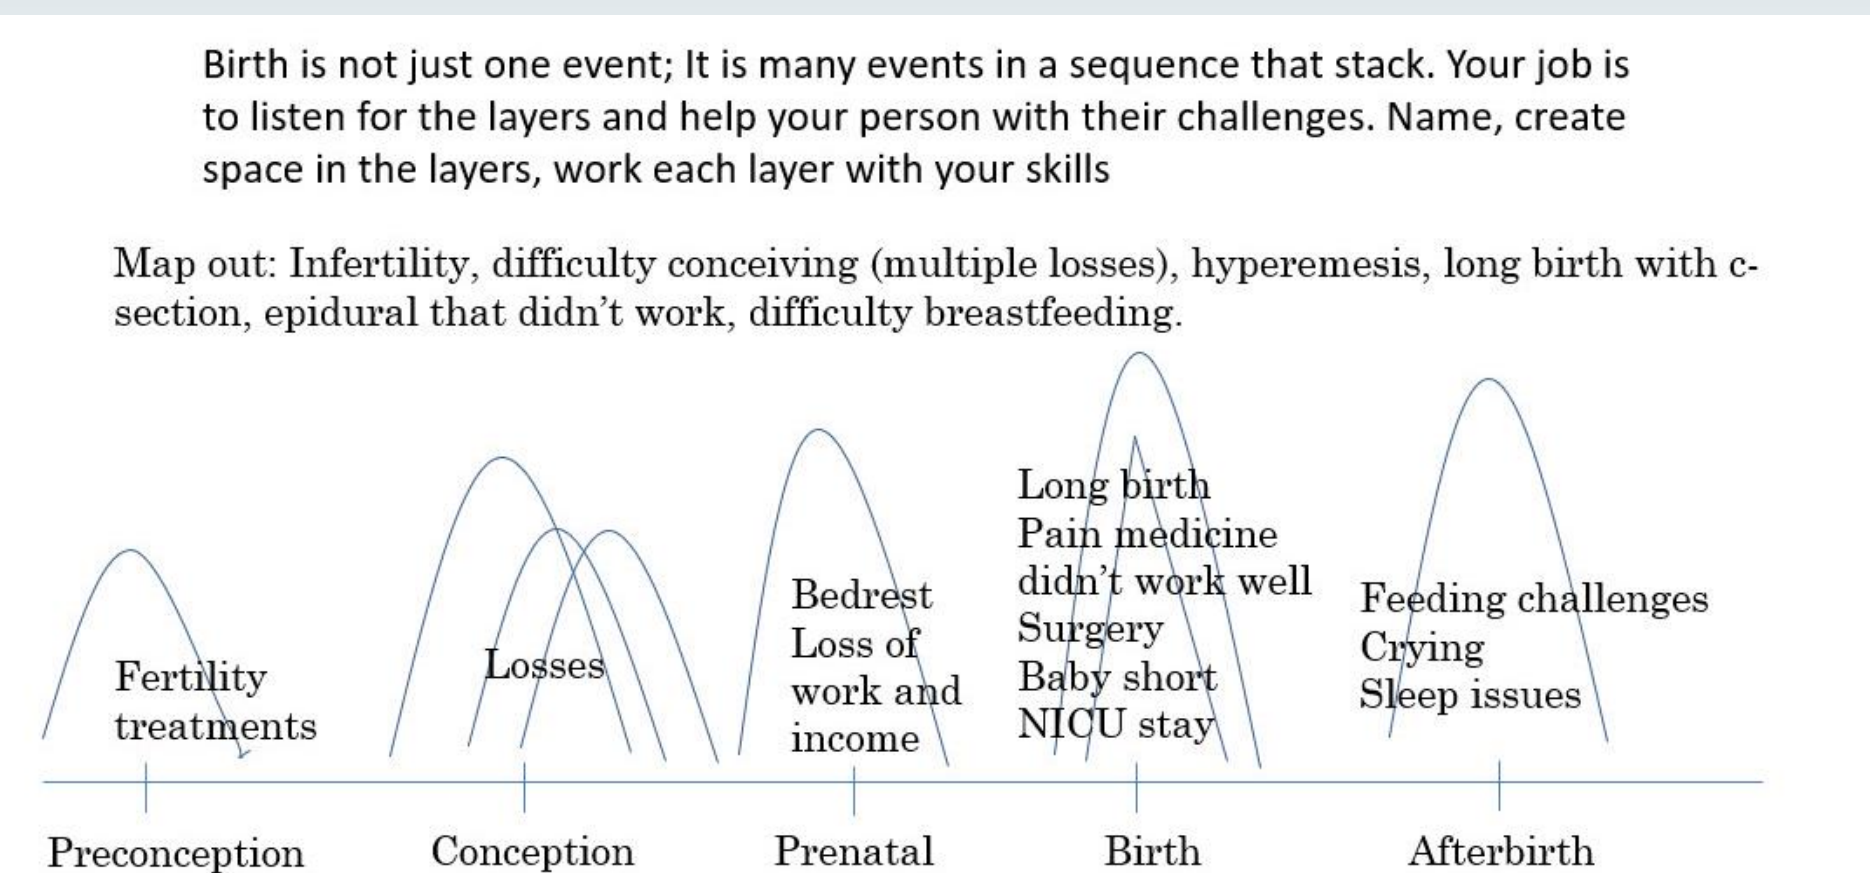 Birth is not just one event; It is many events in a sequence that stack. Your job is
to listen for the layers and help your person with their challenges. Name, create
space in the layers, work each layer with your skills
Map out: Infertility, difficulty conceiving (multiple losses), hyperemesis, long birth with c-
section, epidural that didn’t work, difficulty breastfeeding.
Fertility
treatments
Losses
Bedrest
Loss of
work and
income
Long birth
Pain medicine
didn’t work well
Surgery
Baby short
NICU stay
Feeding challenges
Crying
Sleep issues
Preconception
Conception
Prenatal
Birth
Afterbirth